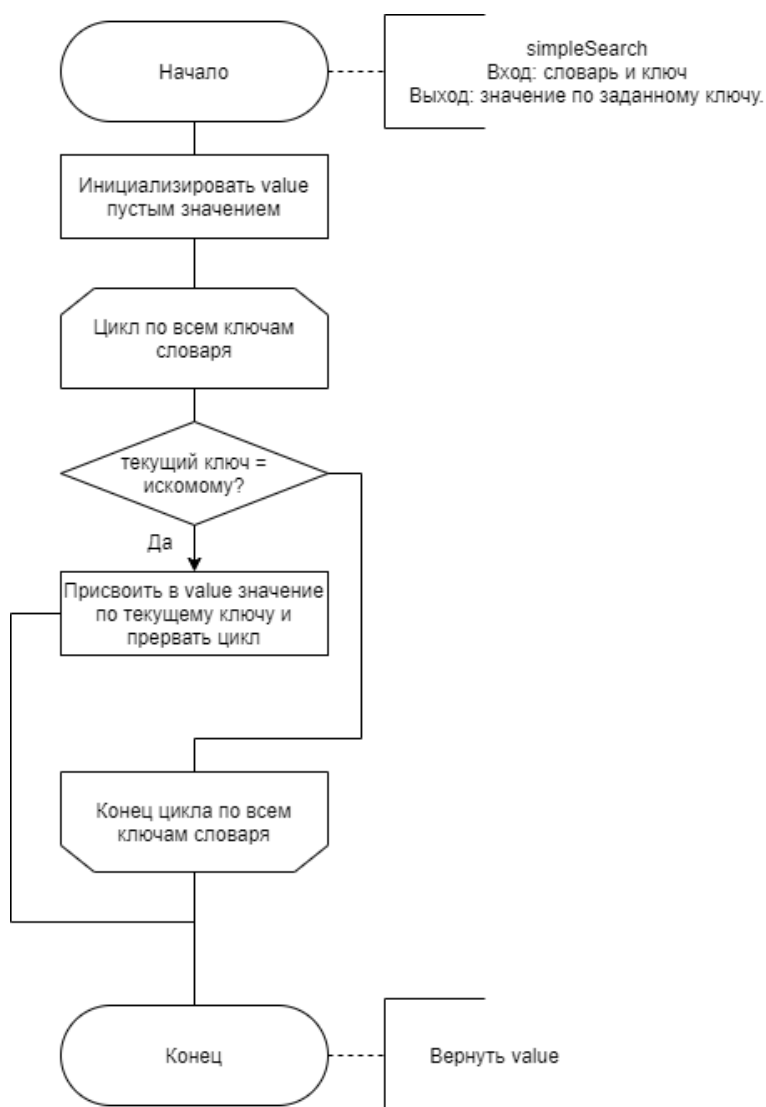 Начало
simpleSearch
Вход: словарь и ключ
Выход: значение по заданному ключу.
Инициализировать value
пустым значением
Цикл по всем ключам
словаря
текущий ключ =
искомому?
Да
Присвоить в value значение
по текущему ключу и
прервать цикл
Конец цикла по всем
ключам словаря
Конец
Вернуть value